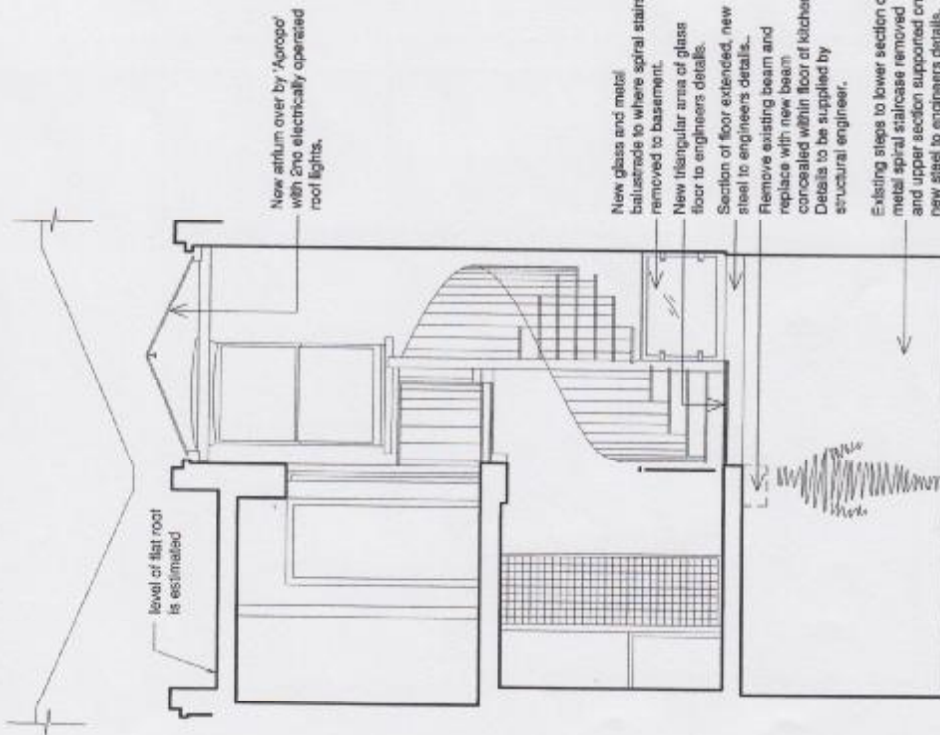 level of flat roof
is estimated
New atrium over by 'Apropo'
with 2no electrically operated
roof lights.
New glass and metal
balustrade to where spiral stairs
removed to basement.
New triangular area of glass
floor to engineers details.
Section of floor extended, new
steel to engineers details..
Remove existing beam and
replace with new beam
concealed within floor of kitchen
Details to be supplied by
structural engineer.
Existing steps to lower section
metal spiral staircase removed
and upper section supported on
new steel to engineers details.